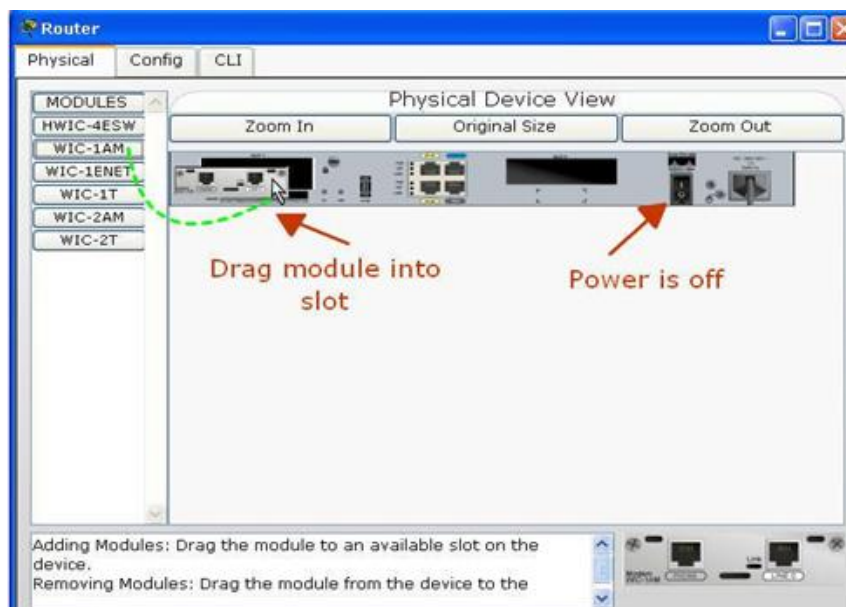 Router
Physical Config CLI
MODULES
HWIC-4ESW
WIC-1AM
WIC-1ENET
WIC-1T
WIC-2AM
WIC-2T
Physical Device View
Zoom In Original Size Zoom Out
Drag module into
slot
Power is off
Adding Modules: Drag the module to an available slot on the
device.
Removing Modules: Drag the module from the device to the